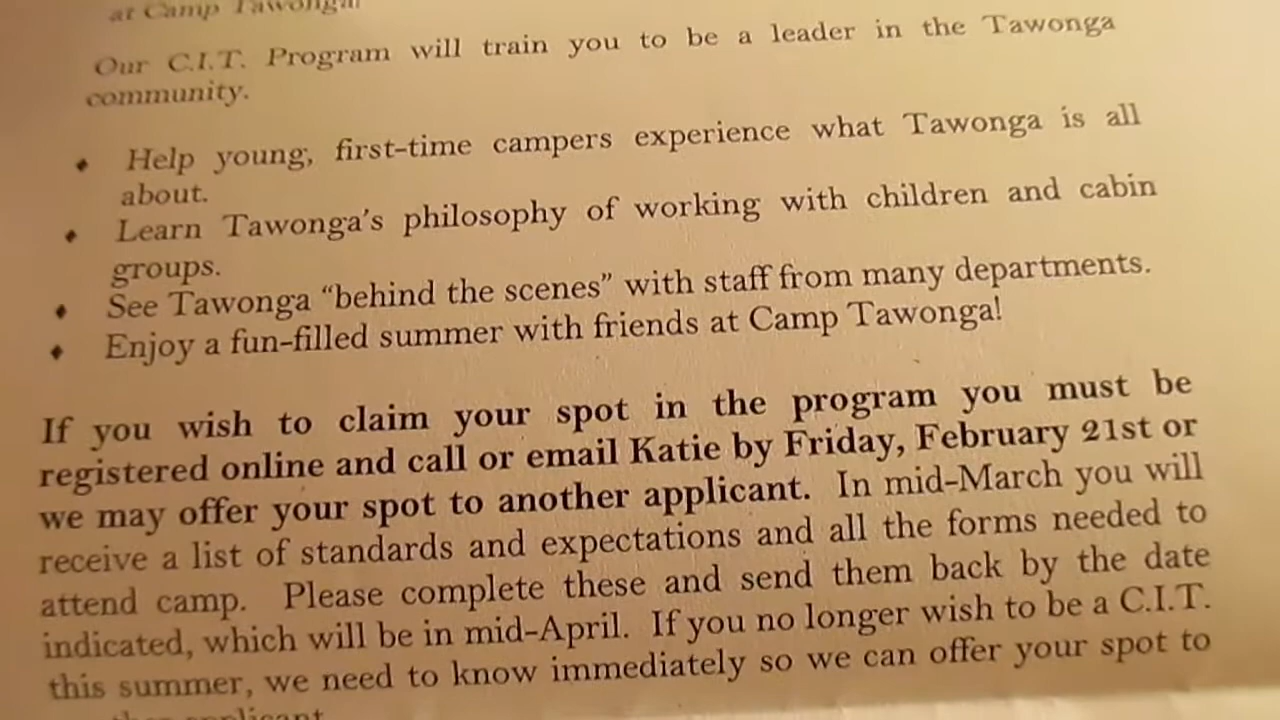 at Camp Tawonga!
Our C.I.T. Program will train you to be a leader in the Tawonga
community.
♦ Help young, first-time campers experience what Tawonga is all
about.
♦ Learn Tawonga's philosophy of working with children and cabin
groups.
♦ See Tawonga “behind the scenes” with staff from many departments.
♦ Enjoy a fun-filled summer with friends at Camp Tawonga!
If you wish to claim your spot in the program you must be
registered online and call or email Katie by Friday, February 21st or
we may offer your spot to another applicant. In mid-March you will
receive a list of standards and expectations and all the forms needed to
attend camp. Please complete these and send them back by the date
indicated, which will be in mid-April. If you no longer wish to be a C.I.T.
this summer, we need to know immediately so we can offer your spot to
applicant